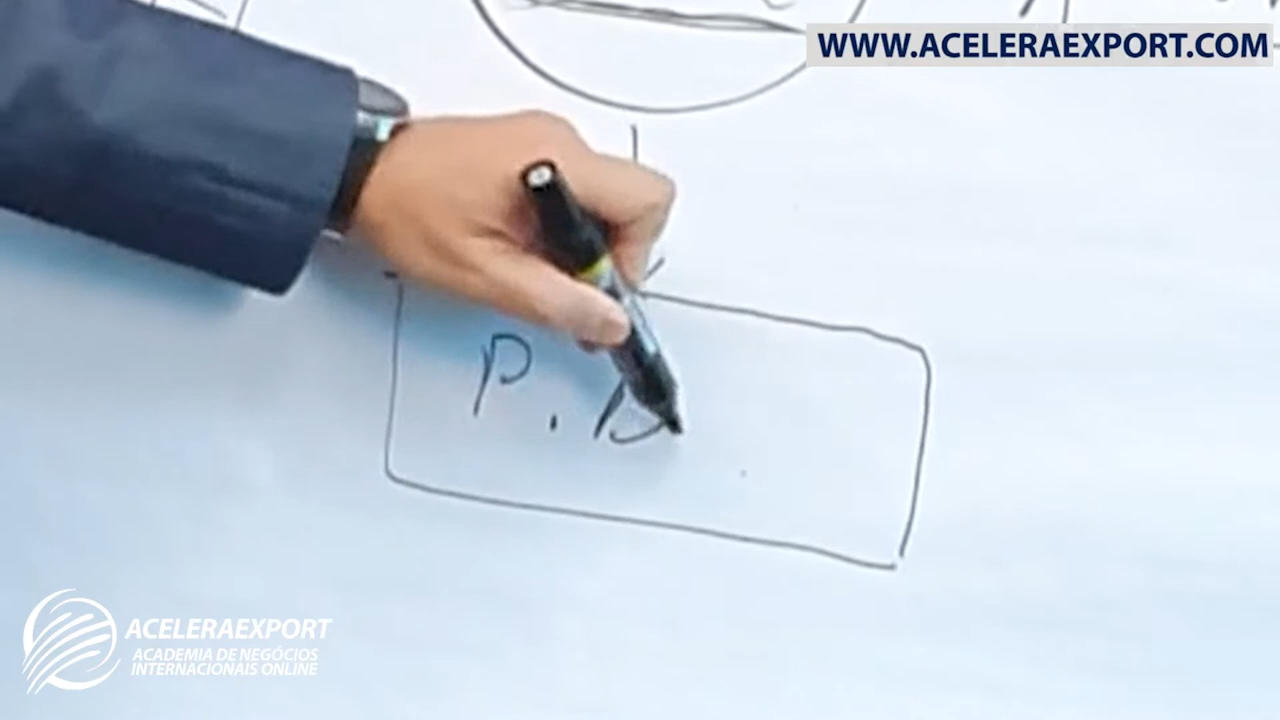 WWW.ACELERAEXPORT.COM
P.
ACELERAEXPORT
ACADEMIA DE NEGÓCIOS
INTERNACIONAIS ONLINE